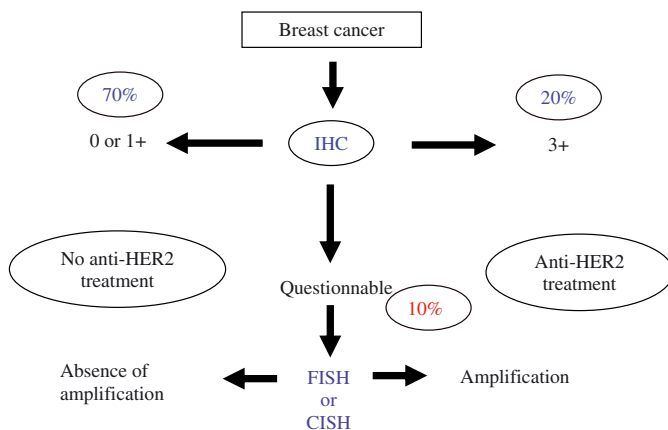 Breast cancer
70%
20%
0 or 1+
IHC
3+
No anti-HER2
treatment
Anti-HER2
treatment
Questionnable
10%
Absence of
amplification
FISH
or
CISH
Amplification